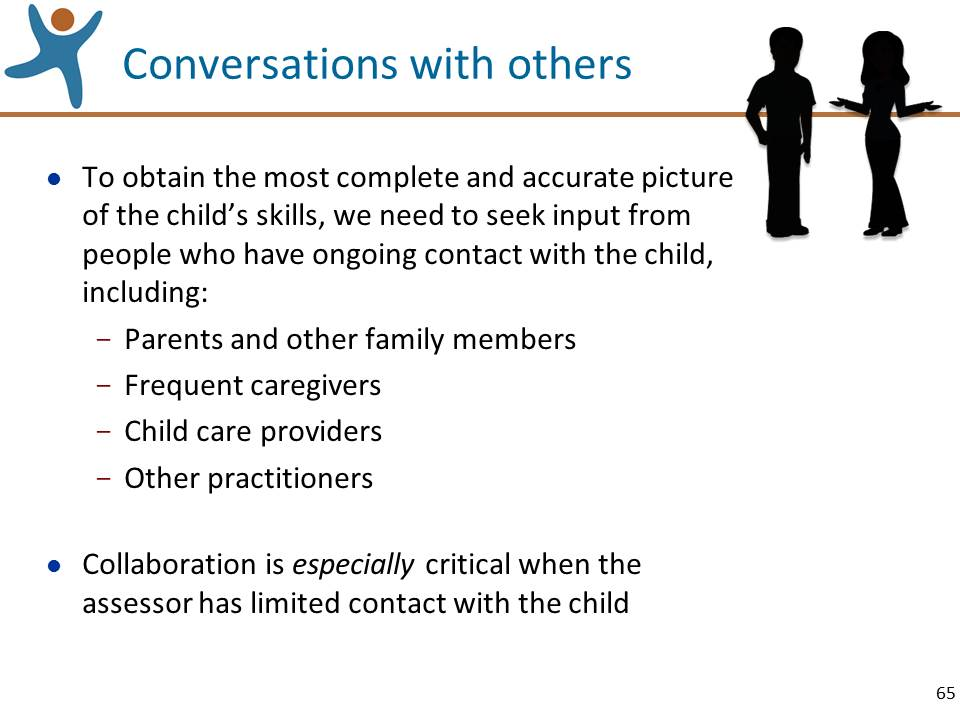 Conversations with others
● To obtain the most complete and accurate picture
of the child’s skills, we need to seek input from
people who have ongoing contact with the child,
including:
− Parents and other family members
− Frequent caregivers
− Child care providers
− Other practitioners
● Collaboration is especially critical when the
assessor has limited contact with the child
65